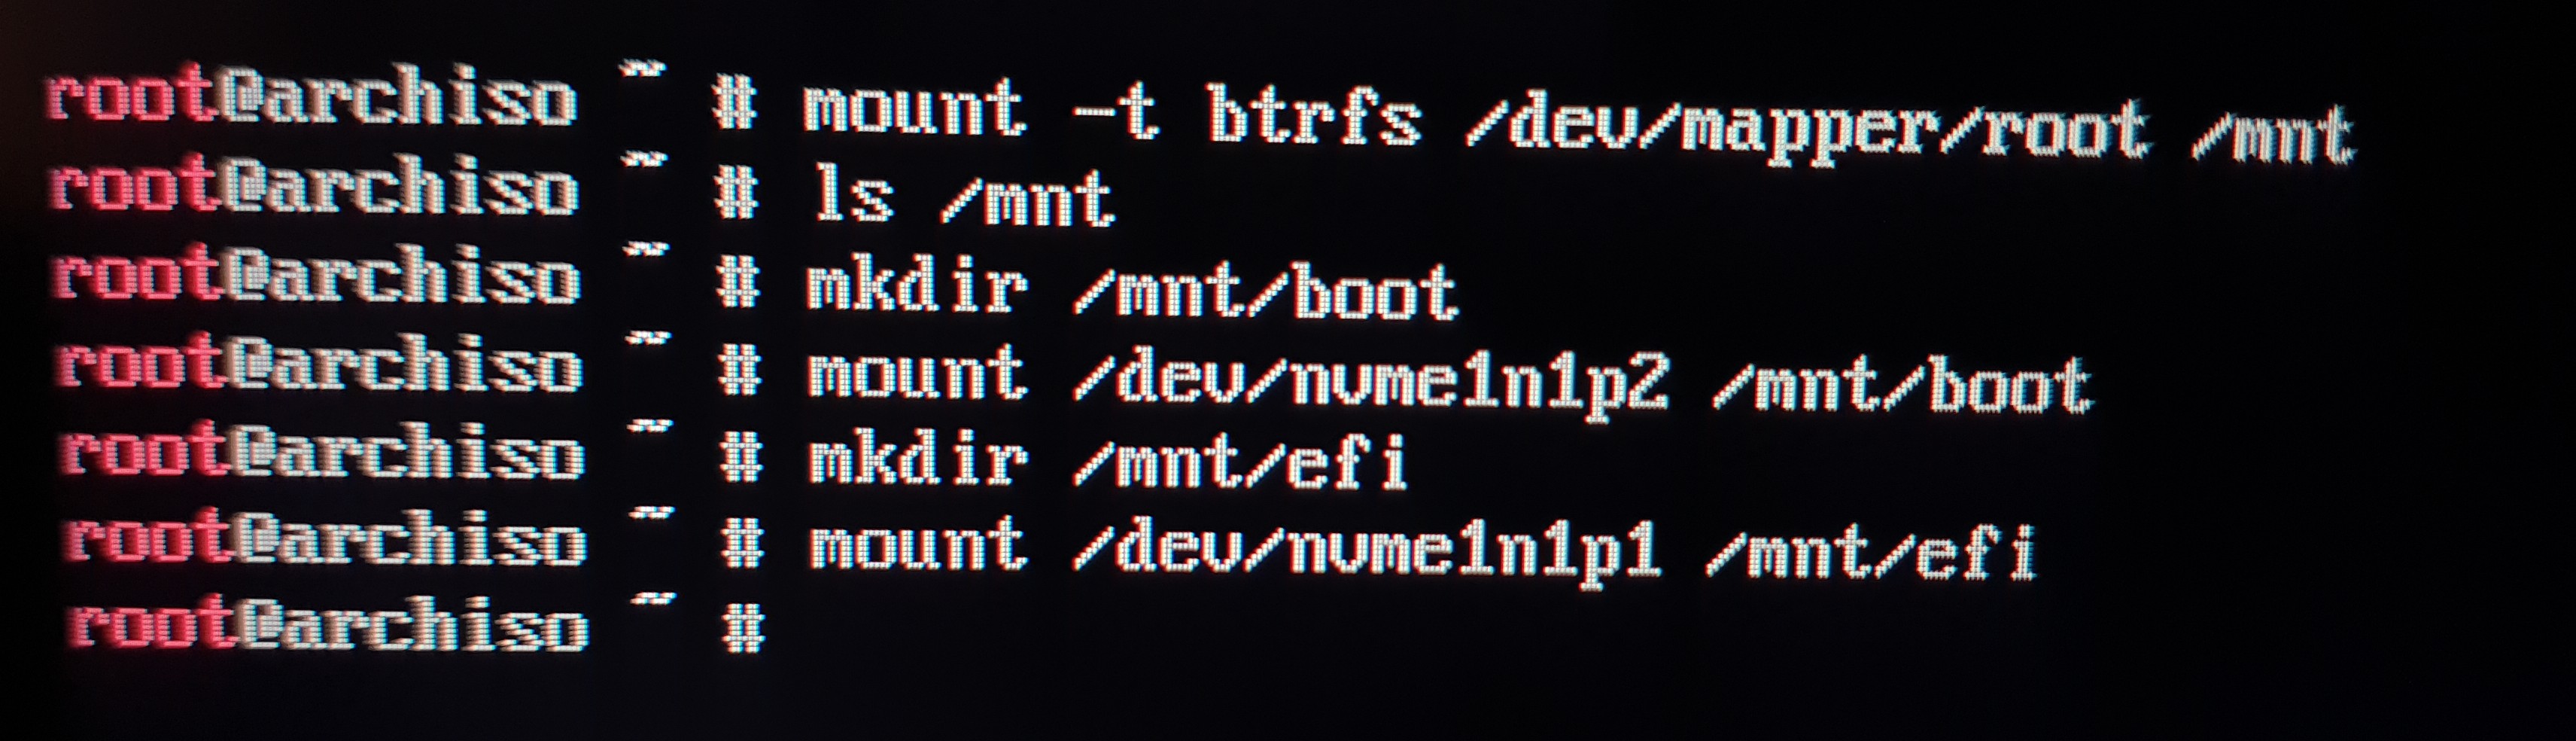 root@archiso ~ # mount -t btrfs /dev/mapper/root /mnt
root@archiso ~ # ls /mnt
root@archiso ~ # mkdir /mnt/boot
root@archiso ~ # mount /dev/nvme1n1p2 /mnt/boot
root@archiso ~ # mkdir /mnt/efi
root@archiso ~ # mount /dev/nvme1n1p1 /mnt/efi
root@archiso ~ #